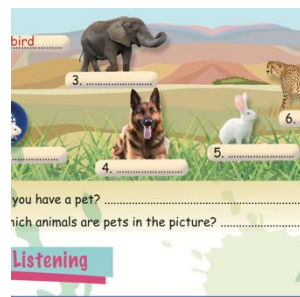 bird
3. ......................
6.
5. ......................
4. ......................
you have a pet? ............................................................
hich animals are pets in the picture? ........................
Listening